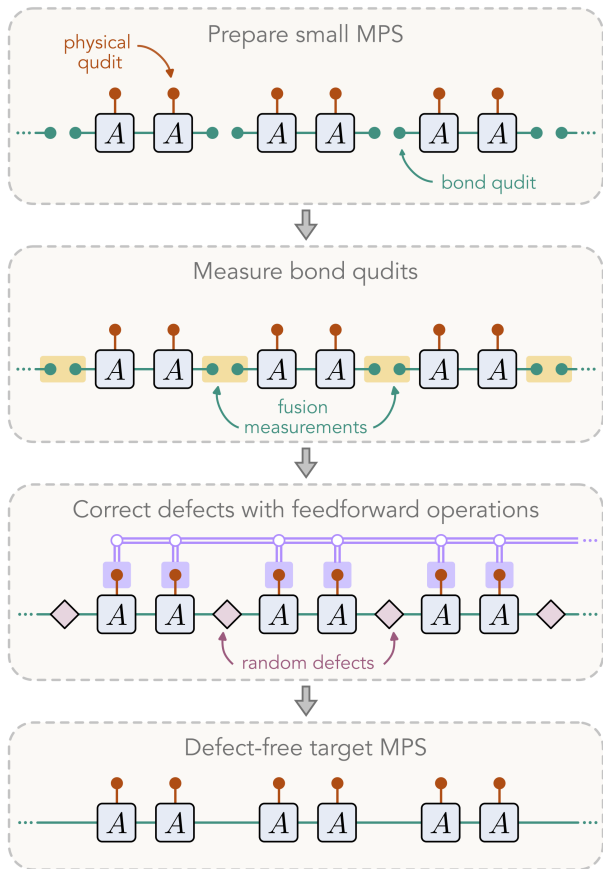 Prepare small MPS
physical
qudit
A A A A A A
bond qudit
Measure bond qudits
A A A A A A
fusion
measurements
Correct defects with feedforward operations
A A A A A A
random defects
Defect-free target MPS
A A A A A A